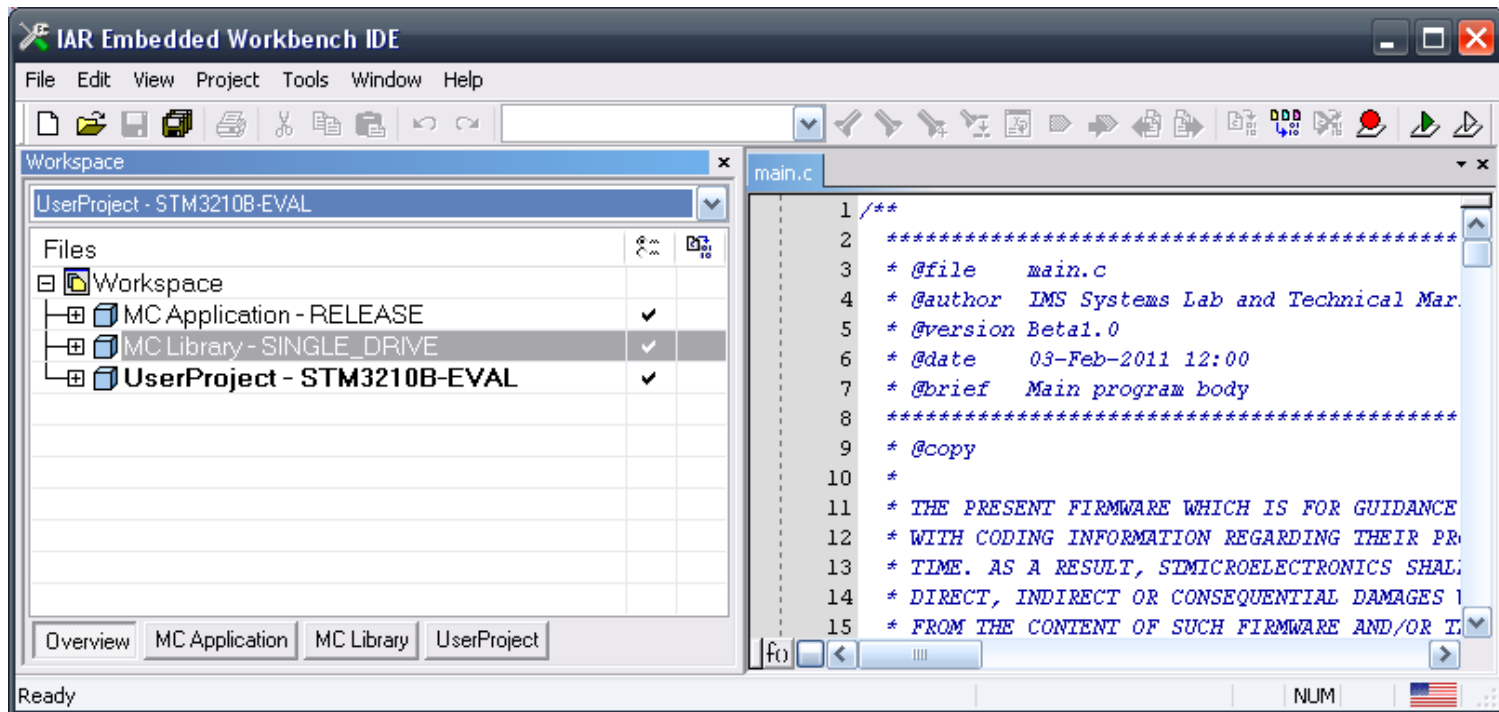 IAR Embedded Workbench IDE
File Edit View Project Tools Window Help
Workspace
UserProject - STM3210B-EVAL
Files
Workspace
MC Application - RELEASE
MC Library - SINGLE_DRIVE
UserProject - STM3210B-EVAL
Overview MC Application MC Library UserProject
main.c
1 /**
2 ********************************************
3 * @file main.c
4 * @author IMS Systems Lab and Technical Mar
5 * @version Beta1.0
6 * @date 03-Feb-2011 12:00
7 * @brief Main program body
8 ********************************************
9 * @copy
10 *
11 * THE PRESENT FIRMWARE WHICH IS FOR GUIDANCE
12 * WITH CODING INFORMATION REGARDING THEIR
13 * TIME. AS A RESULT, STMICROELECTRONICS
14 * DIRECT, INDIRECT OR CONSEQUENTIAL DAMAGES
15 * FROM THE CONTENT OF SUCH FIRMWARE AND/OR
f()
Ready NUM